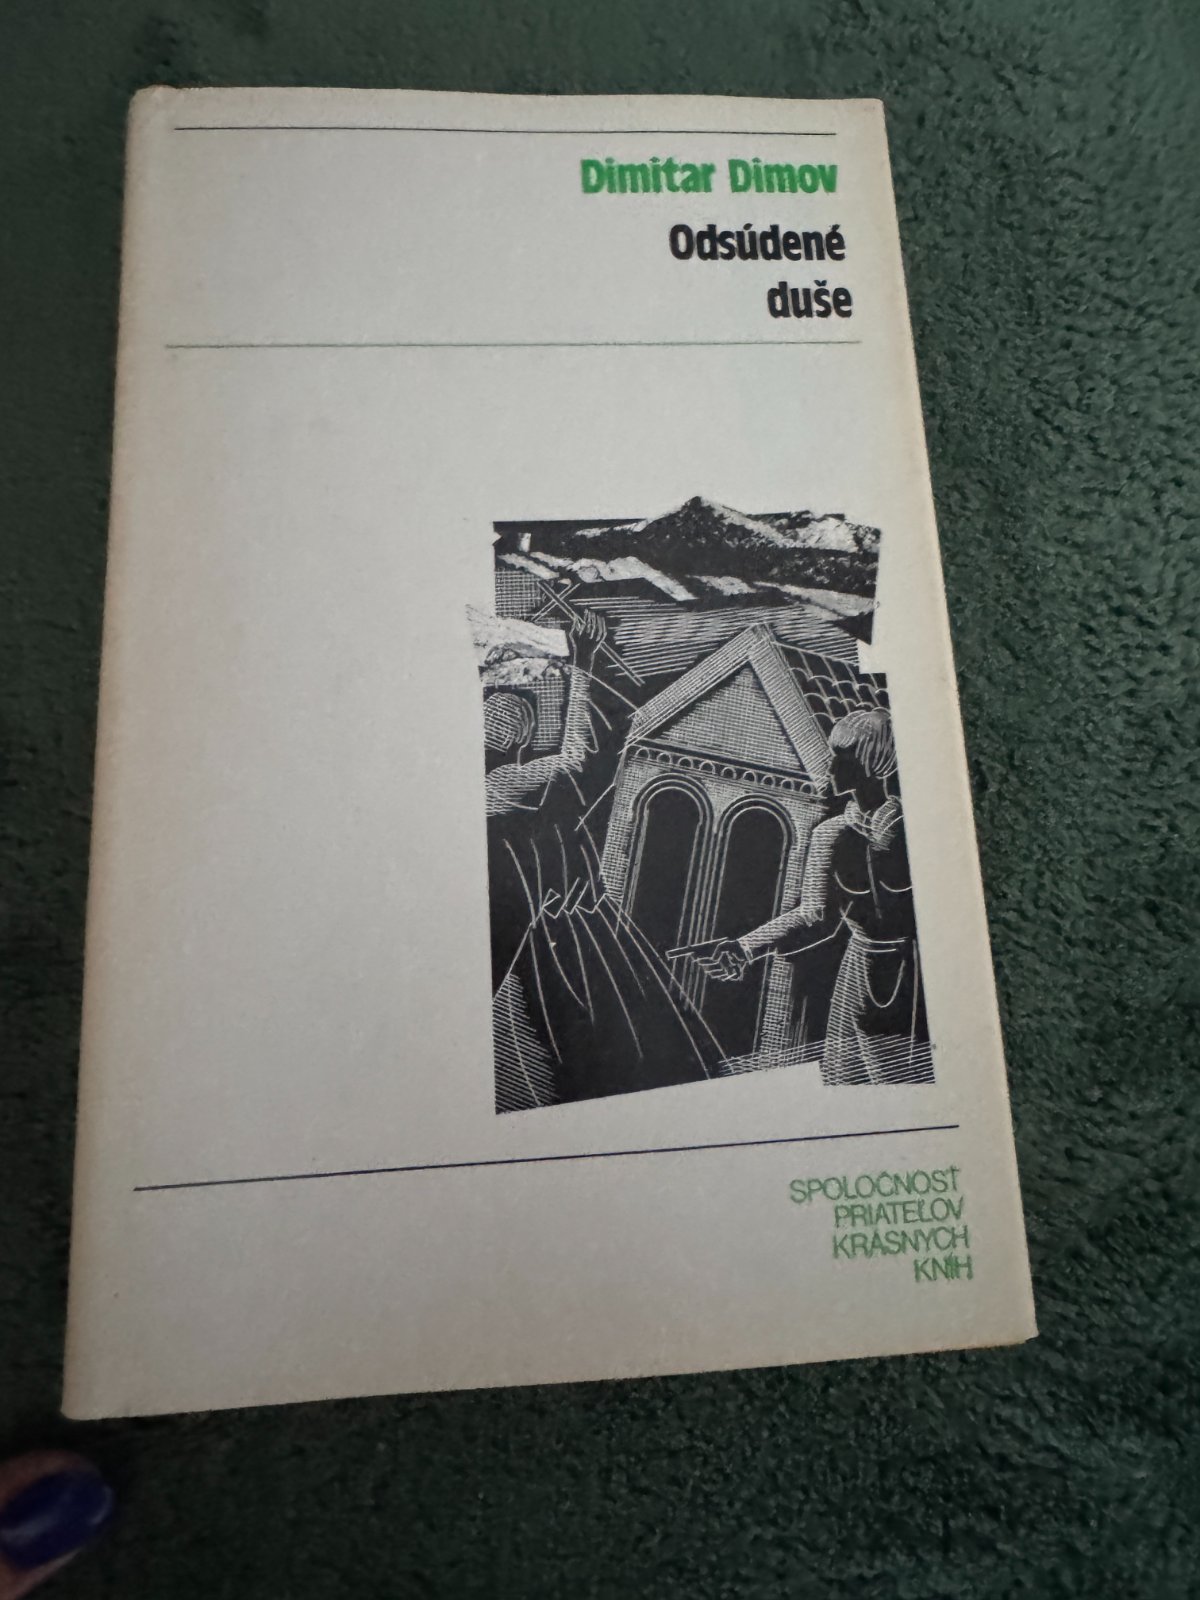 Dimitar Dimov
Odsúdené
duše
SPOLOČNOSŤ
PRIATEĽOV
KRÁSNYCH
KNÍH